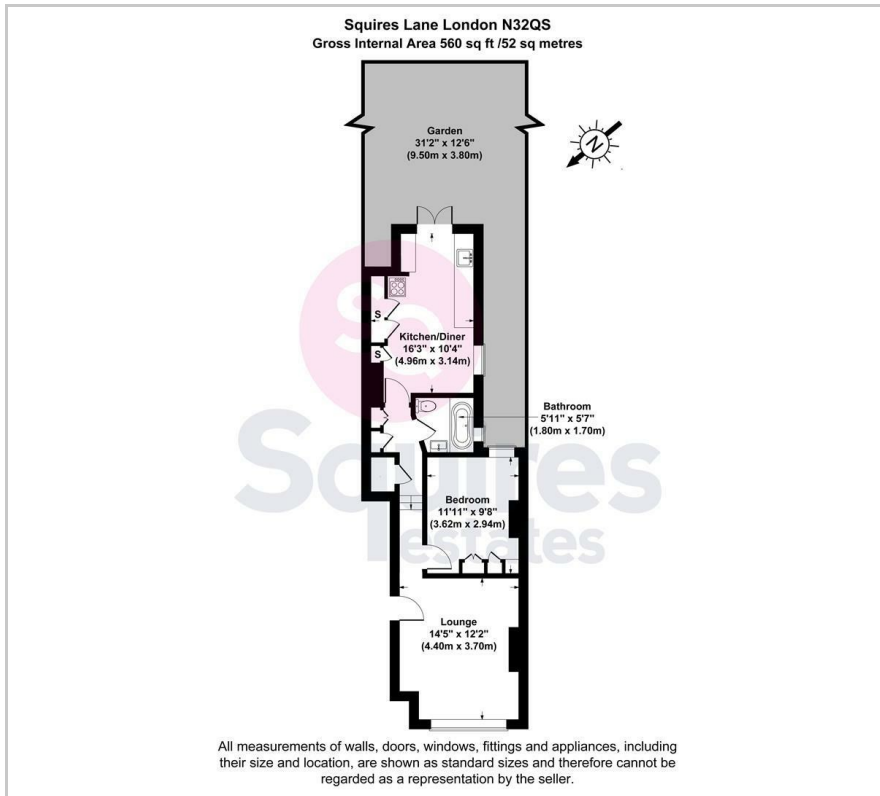 Squires Lane London N32QS
Gross Internal Area 560 sq ft /52 sq metres
Garden
31'2" x 12'6"
(9.50m x 3.80m)
N
S
Kitchen/Diner
16'3" x 10'4"
(4.96m x 3.14m)
S
Bathroom
5'11" x 5'7"
(1.80m x 1.70m)
Squires
estates
Bedroom
11'11" x 9'8"
(3.62m x 2.94m)
Lounge
14'5" x 12'2"
(4.40m x 3.70m)
All measurements of walls, doors, windows, fittings and appliances, including
their size and location, are shown as standard sizes and therefore cannot be
regarded as a representation by the seller.